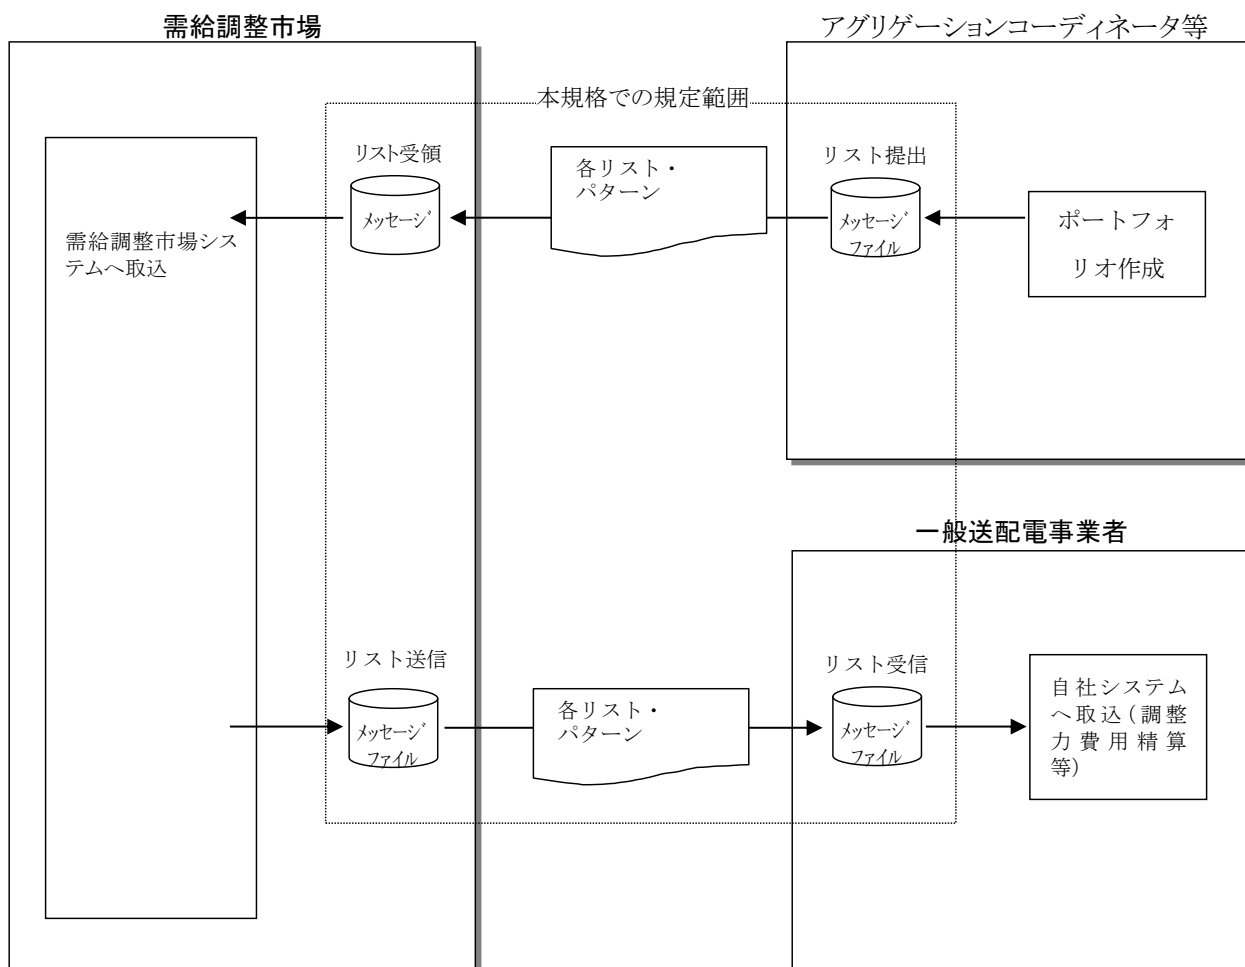 需給調整市場
アグリゲーションコーディネータ等
本規格での規定範囲
リスト受領
メッセージ
各リスト・
パターン
リスト提出
メッセージ
ファイル
ポートフォ
リオ作成
需給調整市場シス
テムへ取込
一般送配電事業者
リスト送信
メッセージ
ファイル
各リスト・
パターン
リスト受信
メッセージ
ファイル
自社システム
へ取込(調整
力費用精算
等)